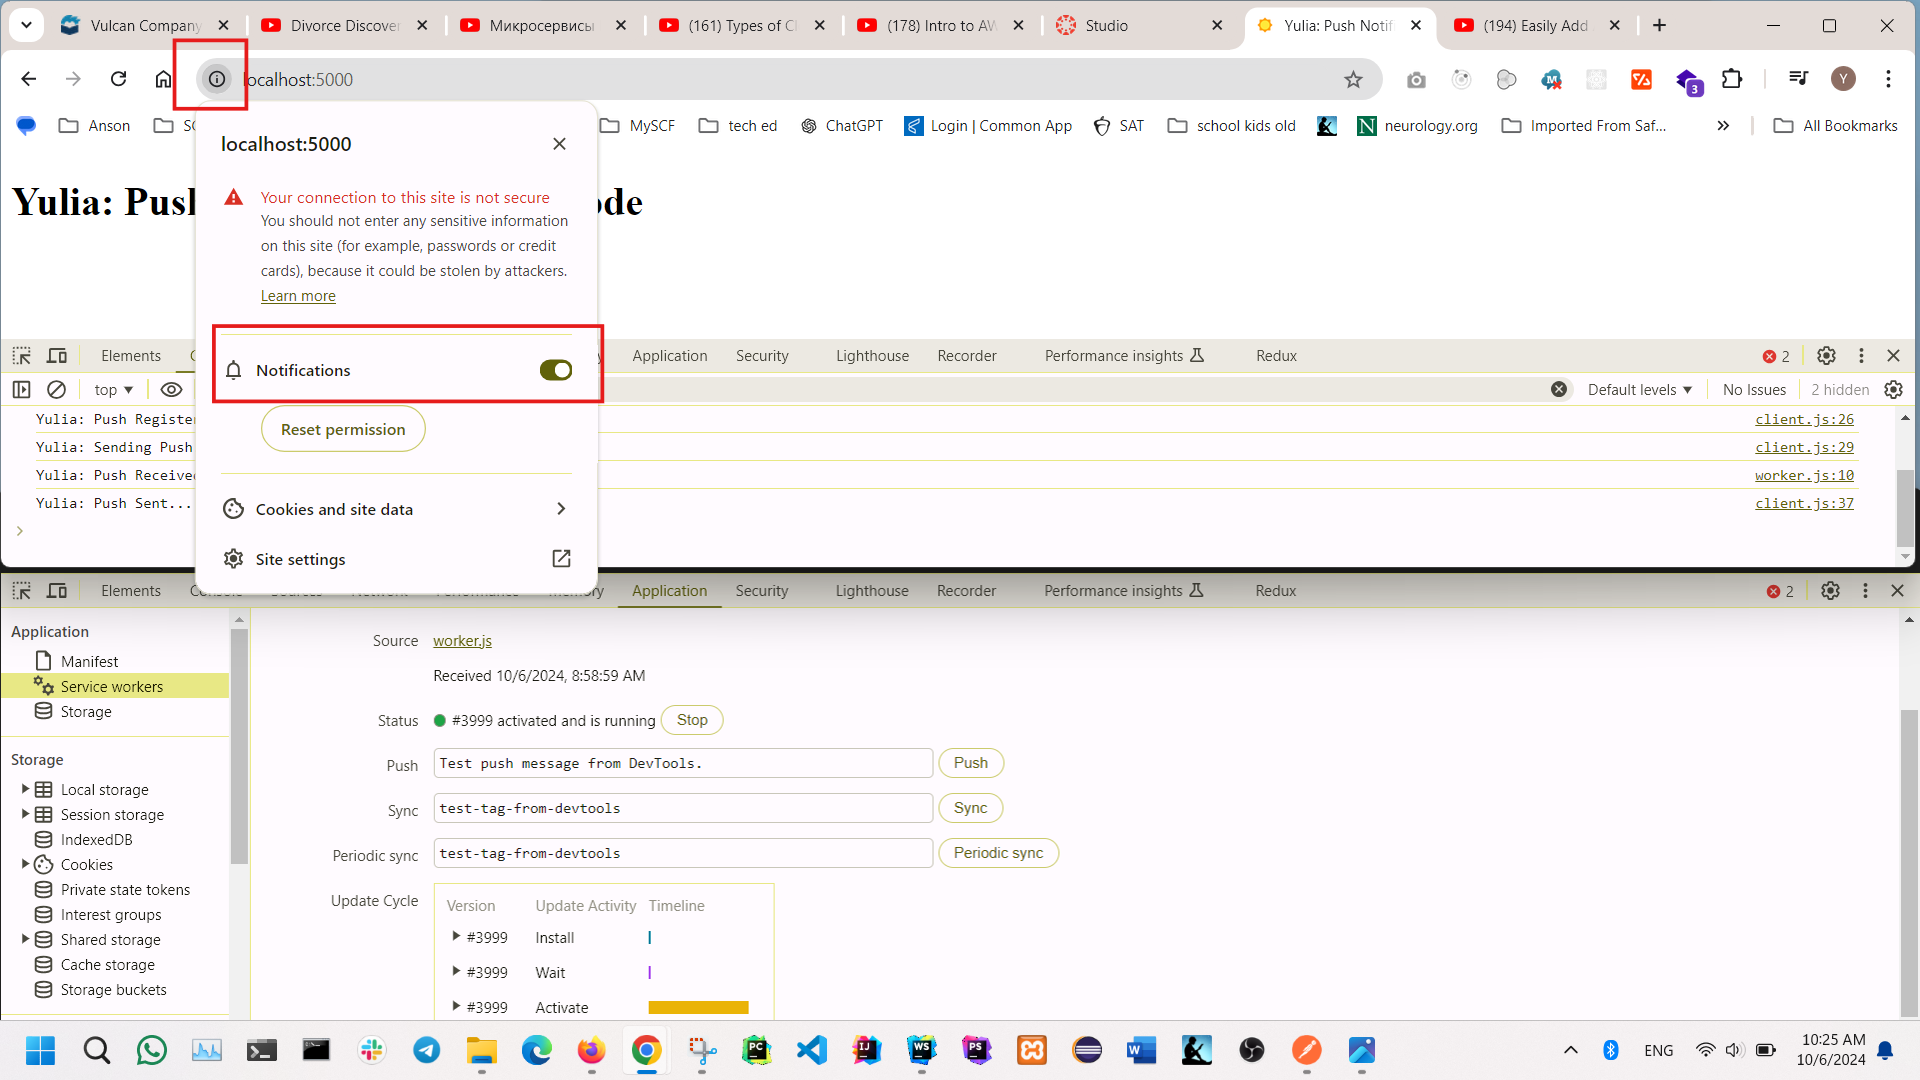 Vulcan Company
Divorce Discover
Микросервисы
(161) Types of Cl
(178) Intro to AW
Studio
Yulia: Push Notif
(194) Easily Add
localhost:5000
3
Y
Anson
MySCF
tech ed
ChatGPT
Login | Common App
SAT
school kids old
neurology.org
Imported From Saf...
All Bookmarks
localhost:5000
Your connection to this site is not secure
You should not enter any sensitive information
on this site (for example, passwords or credit
cards), because it could be stolen by attackers.
Learn more
Notifications
Reset permission
Cookies and site data
Site settings
Yulia: Push
Elements
Application
Security
Lighthouse
Recorder
Performance insights
Redux
2
top
Default levels
No Issues
2 hidden
Yulia: Push Register
client.js:26
Yulia: Sending Push
client.js:29
Yulia: Push Received
worker.js:10
Yulia: Push Sent...
client.js:37
Elements
Console
Sources
Network
Performance
Memory
Application
Security
Lighthouse
Recorder
Performance insights
Redux
2
Application
Manifest
Service workers
Storage
Storage
Local storage
Session storage
IndexedDB
Cookies
Private state tokens
Interest groups
Shared storage
Cache storage
Storage buckets
Source worker.js
Received 10/6/2024, 8:58:59 AM
Status #3999 activated and is running Stop
Push Test push message from DevTools. Push
Sync test-tag-from-devtools Sync
Periodic sync test-tag-from-devtools Periodic sync
Update Cycle Version Update Activity Timeline
#3999 Install
#3999 Wait
#3999 Activate
ENG
10:25 AM
10/6/2024